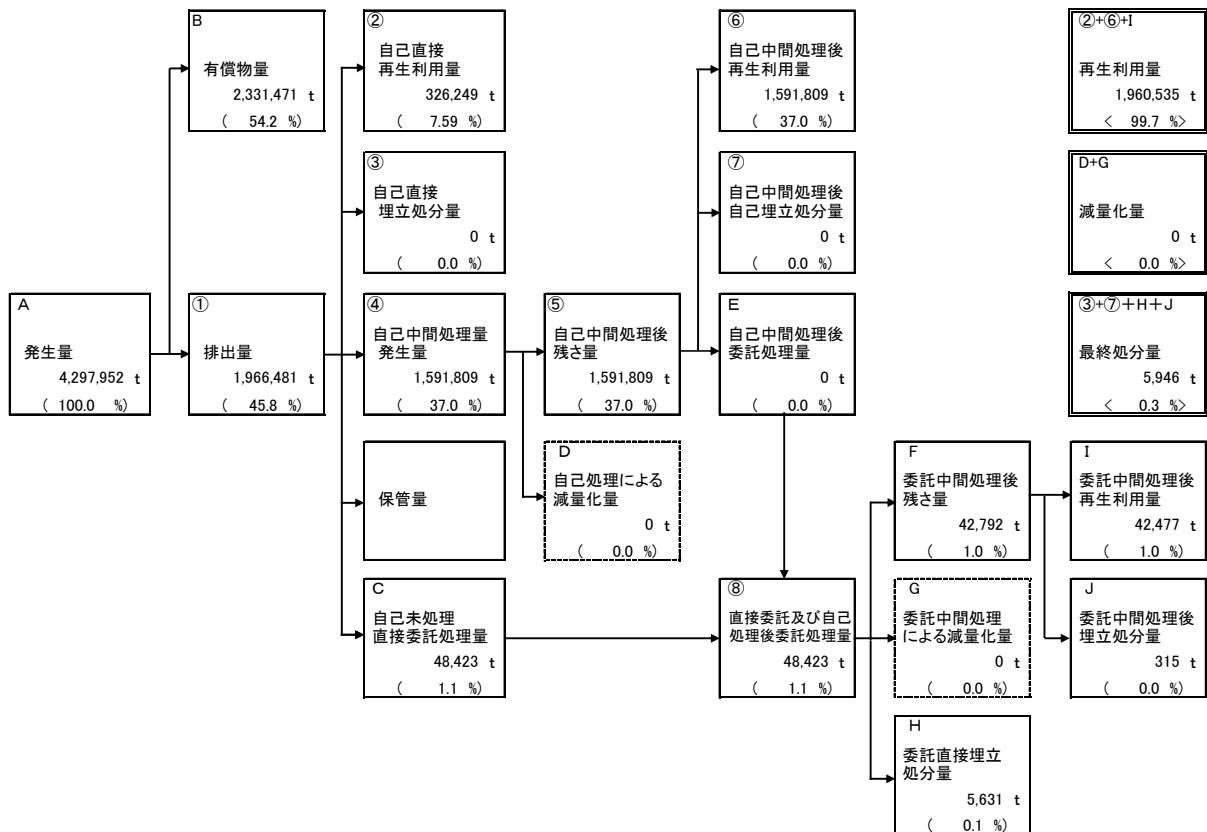 B
有償物量
2,331,471 t
( 54.2 %)
②
自己直接
再生利用量
326,249 t
( 7.59 %)
⑥
自己中間処理後
再生利用量
1,591,809 t
( 37.0 %)
②+⑥+I
再生利用量
1,960,535 t
< 99.7 %>
③
自己直接
埋立処分量
0 t
( 0.0 %)
⑦
自己中間処理後
自己埋立処分量
0 t
( 0.0 %)
D+G
減量化量
0 t
< 0.0 %>
A
発生量
4,297,952 t
( 100.0 %)
①
排出量
1,966,481 t
( 45.8 %)
④
自己中間処理量
発生量
1,591,809 t
( 37.0 %)
⑤
自己中間処理後
残さ量
1,591,809 t
( 37.0 %)
E
自己中間処理後
委託処理量
0 t
( 0.0 %)
③+⑦+H+J
最終処分量
5,946 t
< 0.3 %>
保管量
D
自己処理による
減量化量
0 t
( 0.0 %)
F
委託中間処理後
残さ量
42,792 t
( 1.0 %)
I
委託中間処理後
再生利用量
42,477 t
( 1.0 %)
C
自己未処理
直接委託処理量
48,423 t
( 1.1 %)
⑧
直接委託及び自己
処理後委託処理量
48,423 t
( 1.1 %)
G
委託中間処理
による減量化量
0 t
( 0.0 %)
J
委託中間処理後
埋立処分量
315 t
( 0.0 %)
H
委託直接埋立
処分量
5,631 t
( 0.1 %)